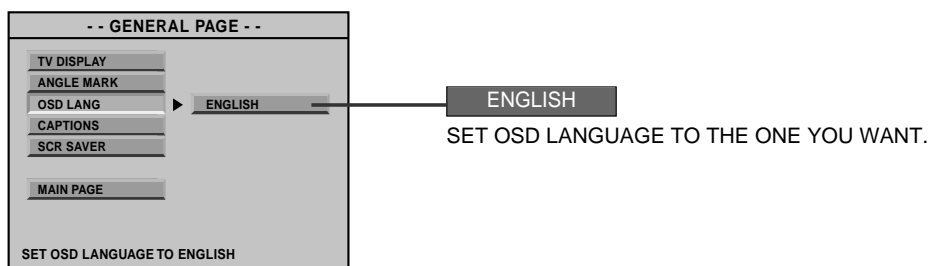 - - GENERAL PAGE - -
TV DISPLAY
ANGLE MARK
OSD LANG
ENGLISH
CAPTIONS
SCR SAVER
MAIN PAGE
SET OSD LANGUAGE TO ENGLISH
ENGLISH
SET OSD LANGUAGE TO THE ONE YOU WANT.